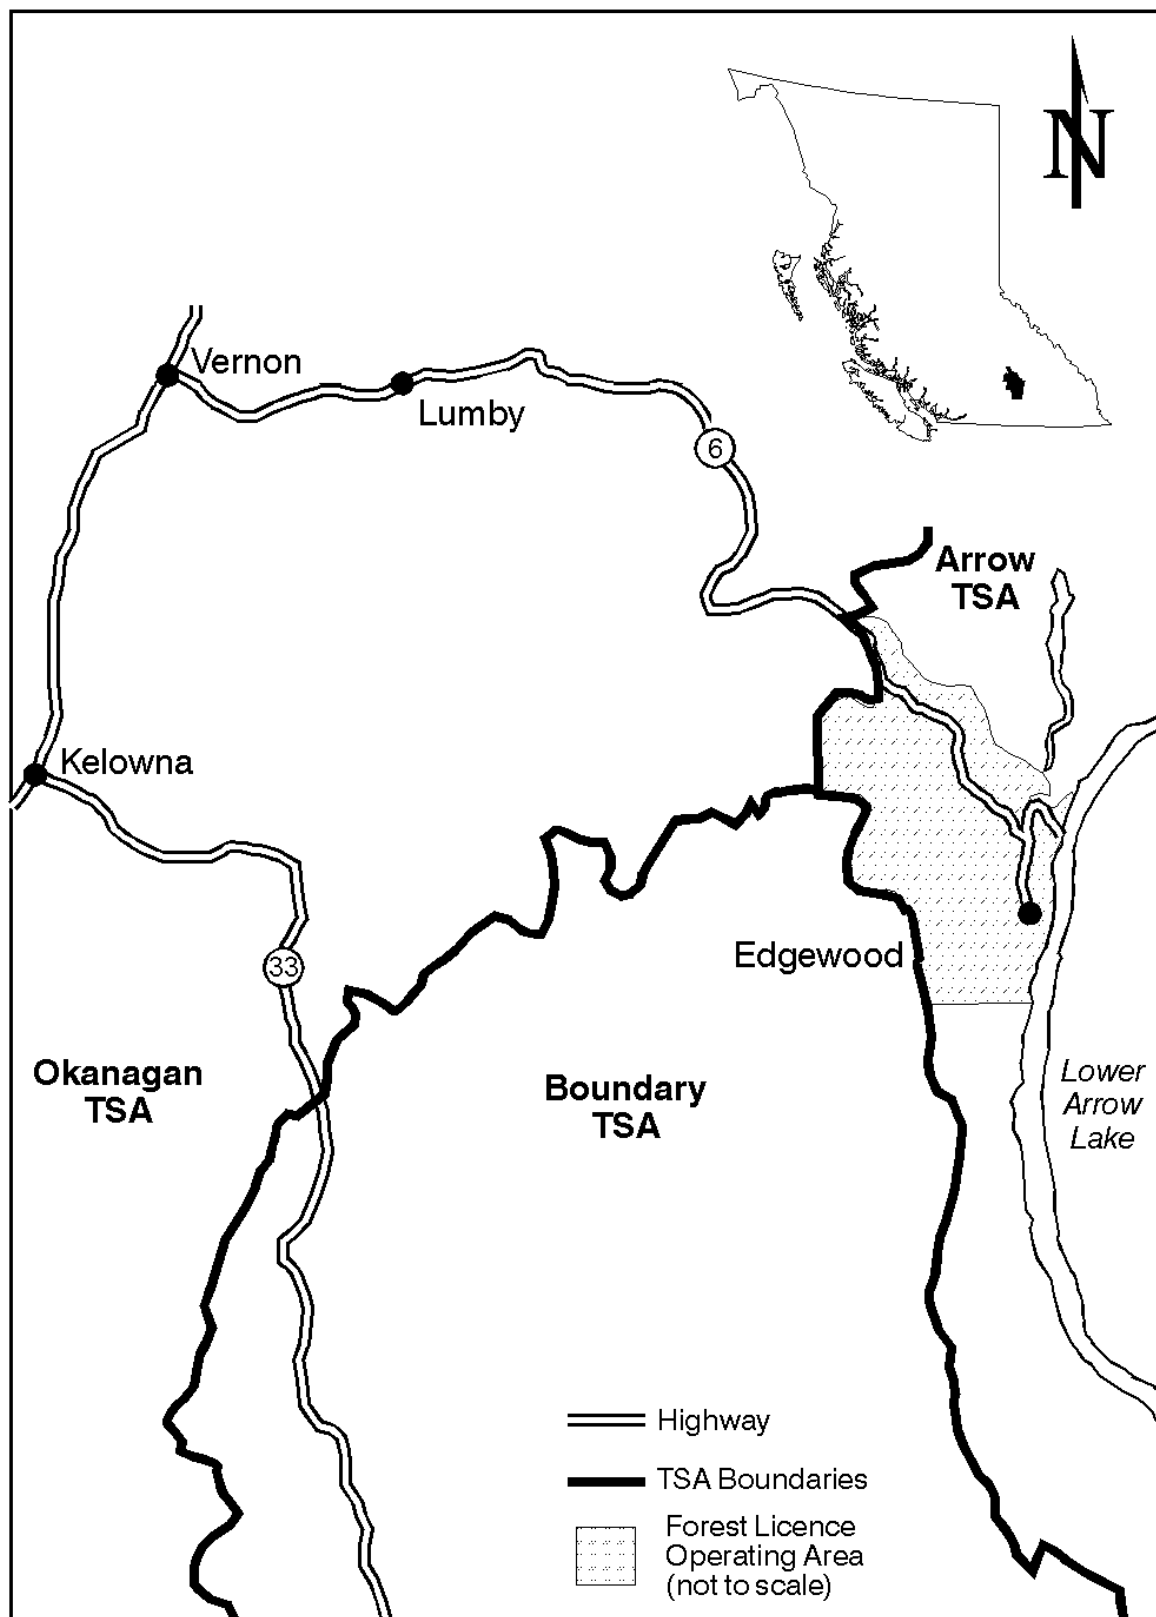 N
Vernon
Lumby
6
Arrow
TSA
Kelowna
Edgewood
33
Okanagan
TSA
Boundary
TSA
Lower
Arrow
Lake
Highway
TSA Boundaries
Forest Licence
Operating Area
(not to scale)